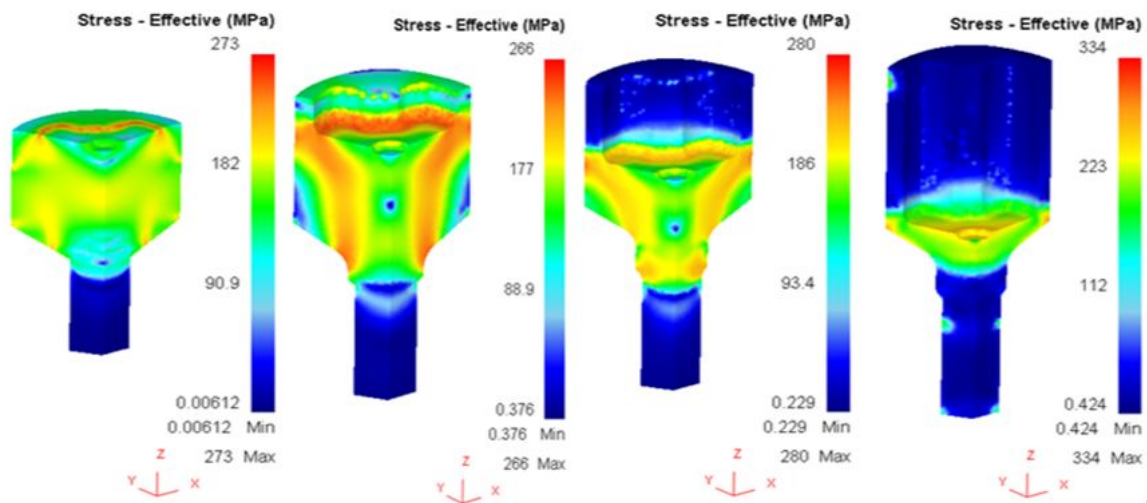 Stress - Effective (MPa)
273
182
90.9
0.00612
0.00612 Min
273 Max
Z
Y X
Stress - Effective (MPa)
266
177
88.9
0.376
0.376 Min
266 Max
Z
Y X
Stress - Effective (MPa)
280
186
93.4
0.229
0.229 Min
280 Max
Z
Y X
Stress - Effective (MPa)
334
223
112
0.424
0.424 Min
334 Max
Z
Y X